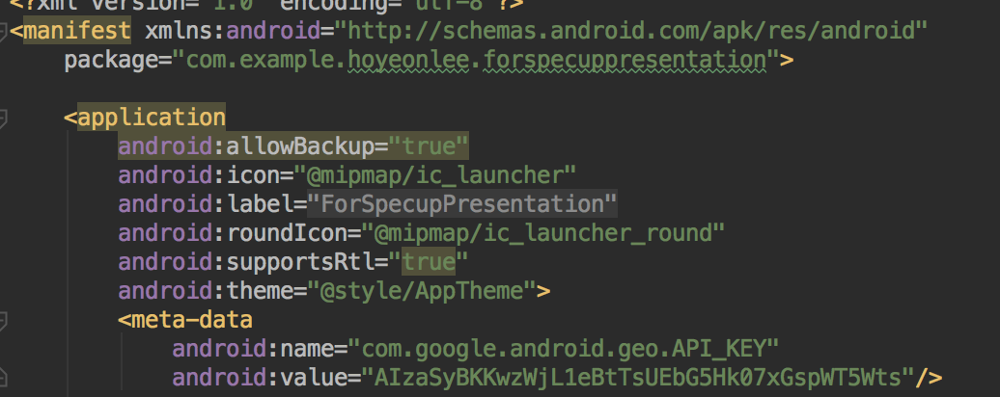 <?xml version="1.0" encoding="utf-8"?>
<manifest xmlns:android="http://schemas.android.com/apk/res/android"
package="com.example.hoyeonlee.forspecuppresentation">
<application
android:allowBackup="true"
android:icon="@mipmap/ic_launcher"
android:label="ForSpecupPresentation"
android:roundIcon="@mipmap/ic_launcher_round"
android:supportsRtl="true"
android:theme="@style/AppTheme">
<meta-data
android:name="com.google.android.geo.API_KEY"
android:value="AIzaSyBKKwzWjL1eBtTsUEbG5Hk07xGspWT5Wts"/>